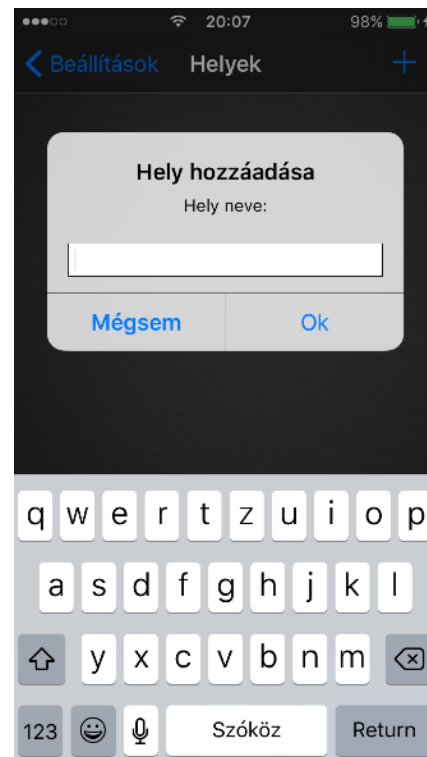 20:07 98%
Beállítások Helyek
Hely hozzáadása
Hely neve:
Mégsem Ok
q w e r t z u i o p
a s d f g h j k l
y x c v b n m
123 Szóköz Return